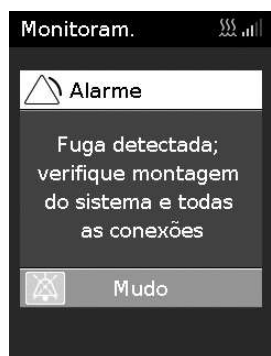 Monitoram.
Alarme
Fuga detectada;
verifique montagem
do sistema e todas
as conexões
Mudo